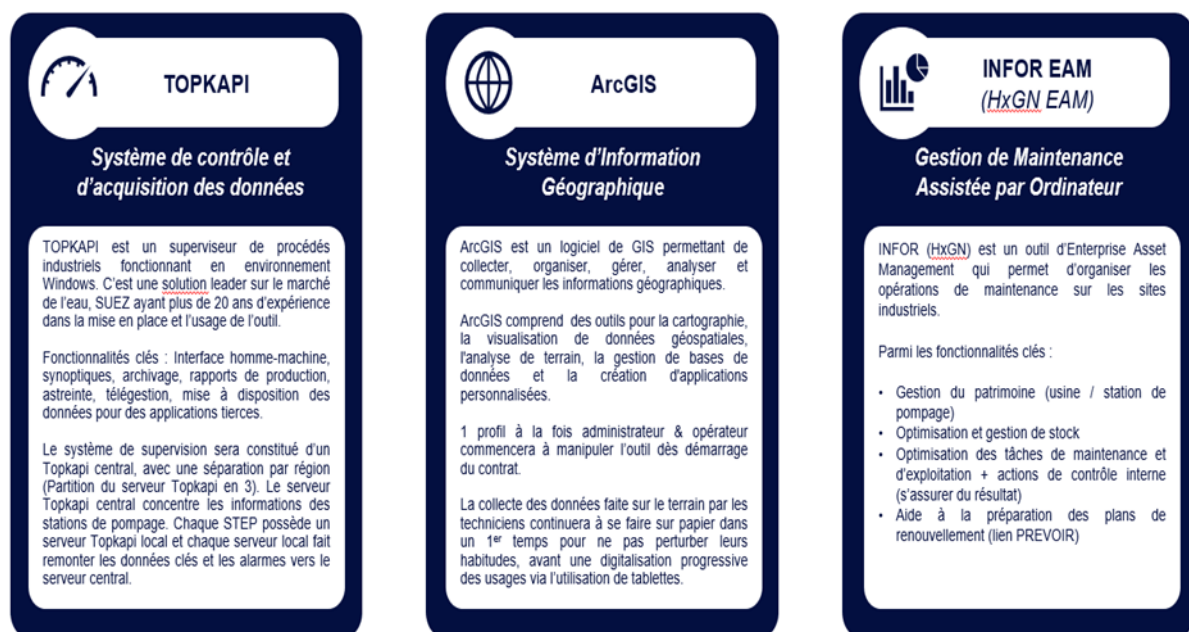 TOPKAPI
Système de contrôle et
d'acquisition des données
TOPKAPI est un superviseur de procédés
industriels fonctionnant en environnement
Windows. C'est une solution leader sur le marché
de l'eau, SUEZ ayant plus de 20 ans d'expérience
dans la mise en place et l'usage de l'outil.
Fonctionnalités clés : Interface homme-machine,
synoptiques, archivage, rapports de production,
astreinte, télégestion, mise à disposition des
données pour des applications tierces.
Le système de supervision sera constitué d'un
Topkapi central, avec une séparation par région
(Partition du serveur Topkapi en 3). Le serveur
Topkapi central concentre les informations des
stations de pompage. Chaque STEP possède un
serveur Topkapi local et chaque serveur local fait
remonter les données clés et les alarmes vers le
serveur central.
ArcGIS
Système d'Information
Géographique
ArcGIS est un logiciel de GIS permettant de
collecter, organiser, gérer, analyser et
communiquer les informations géographiques.
ArcGIS comprend des outils pour la cartographie,
la visualisation de données géospatiales,
l'analyse de terrain, la gestion de bases de
données et la création d'applications
personnalisées.
1 profil à la fois administrateur & opérateur
commencera à manipuler l'outil dès démarrage
du contrat.
La collecte des données faite sur le terrain par les
techniciens continuera à se faire sur papier dans
un 1er temps pour ne pas perturber leurs
habitudes, avant une digitalisation progressive
des usages via l'utilisation de tablettes.
INFOR EAM
(HxGN EAM)
Gestion de Maintenance
Assistée par Ordinateur
INFOR (HxGN) est un outil d'Enterprise Asset
Management qui permet d'organiser les
opérations de maintenance sur les sites
industriels.
Parmi les fonctionnalités clés :
• Gestion du patrimoine (usine / station de
pompage)
• Optimisation et gestion de stock
• Optimisation des tâches de maintenance et
d'exploitation + actions de contrôle interne
(s'assurer du résultat)
• Aide à la préparation des plans de
renouvellement (lien PREVOIR)